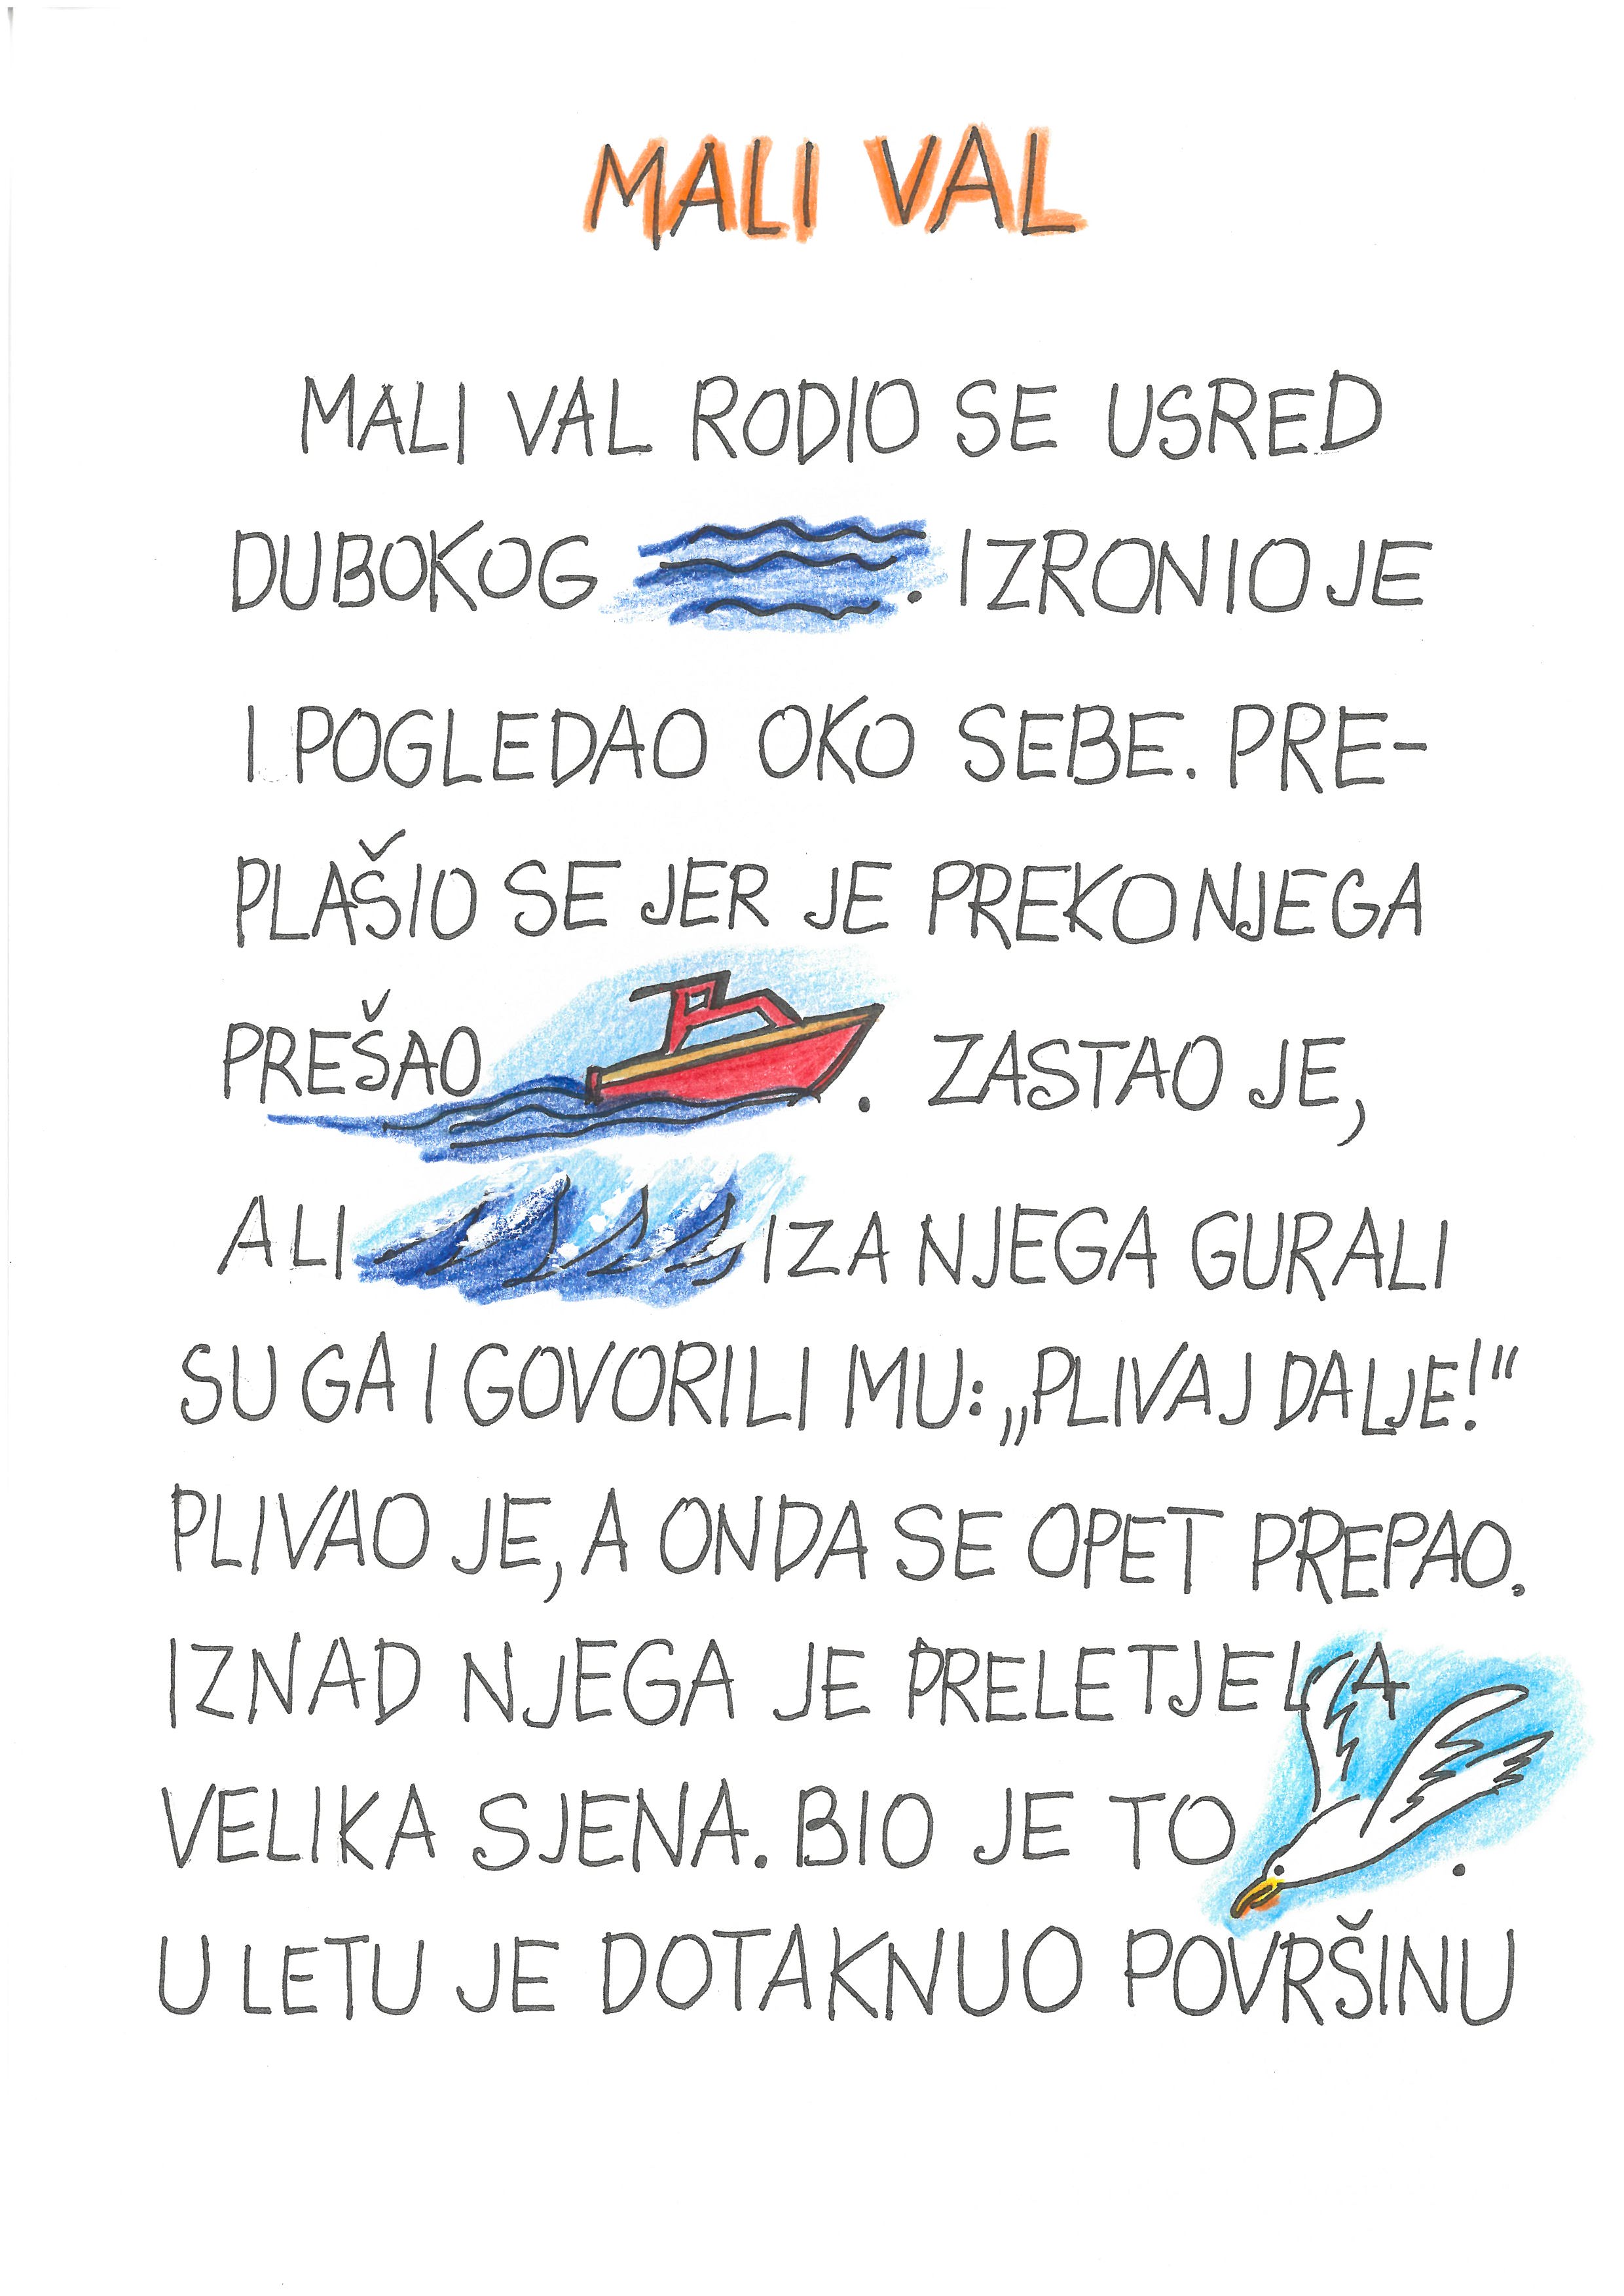 MALI VAL
MALI VAL RODIO SE USRED
DUBOKOG . IZRONIO JE
I POGLEDAO OKO SEBE. PRE-
PLAŠIO SE JER JE PREKO NJEGA
PREŠAO . ZASTAO JE,
ALI IZA NJEGA GURALI
SU GA I GOVORILI MU: „PLIVAJ DALJE!“
PLIVAO JE, A ONDA SE OPET PREPAO.
IZNAD NJEGA JE PRELETJELA
VELIKA SJENA. BIO JE TO .
U LETU JE DOTAKNUO POVRŠINU